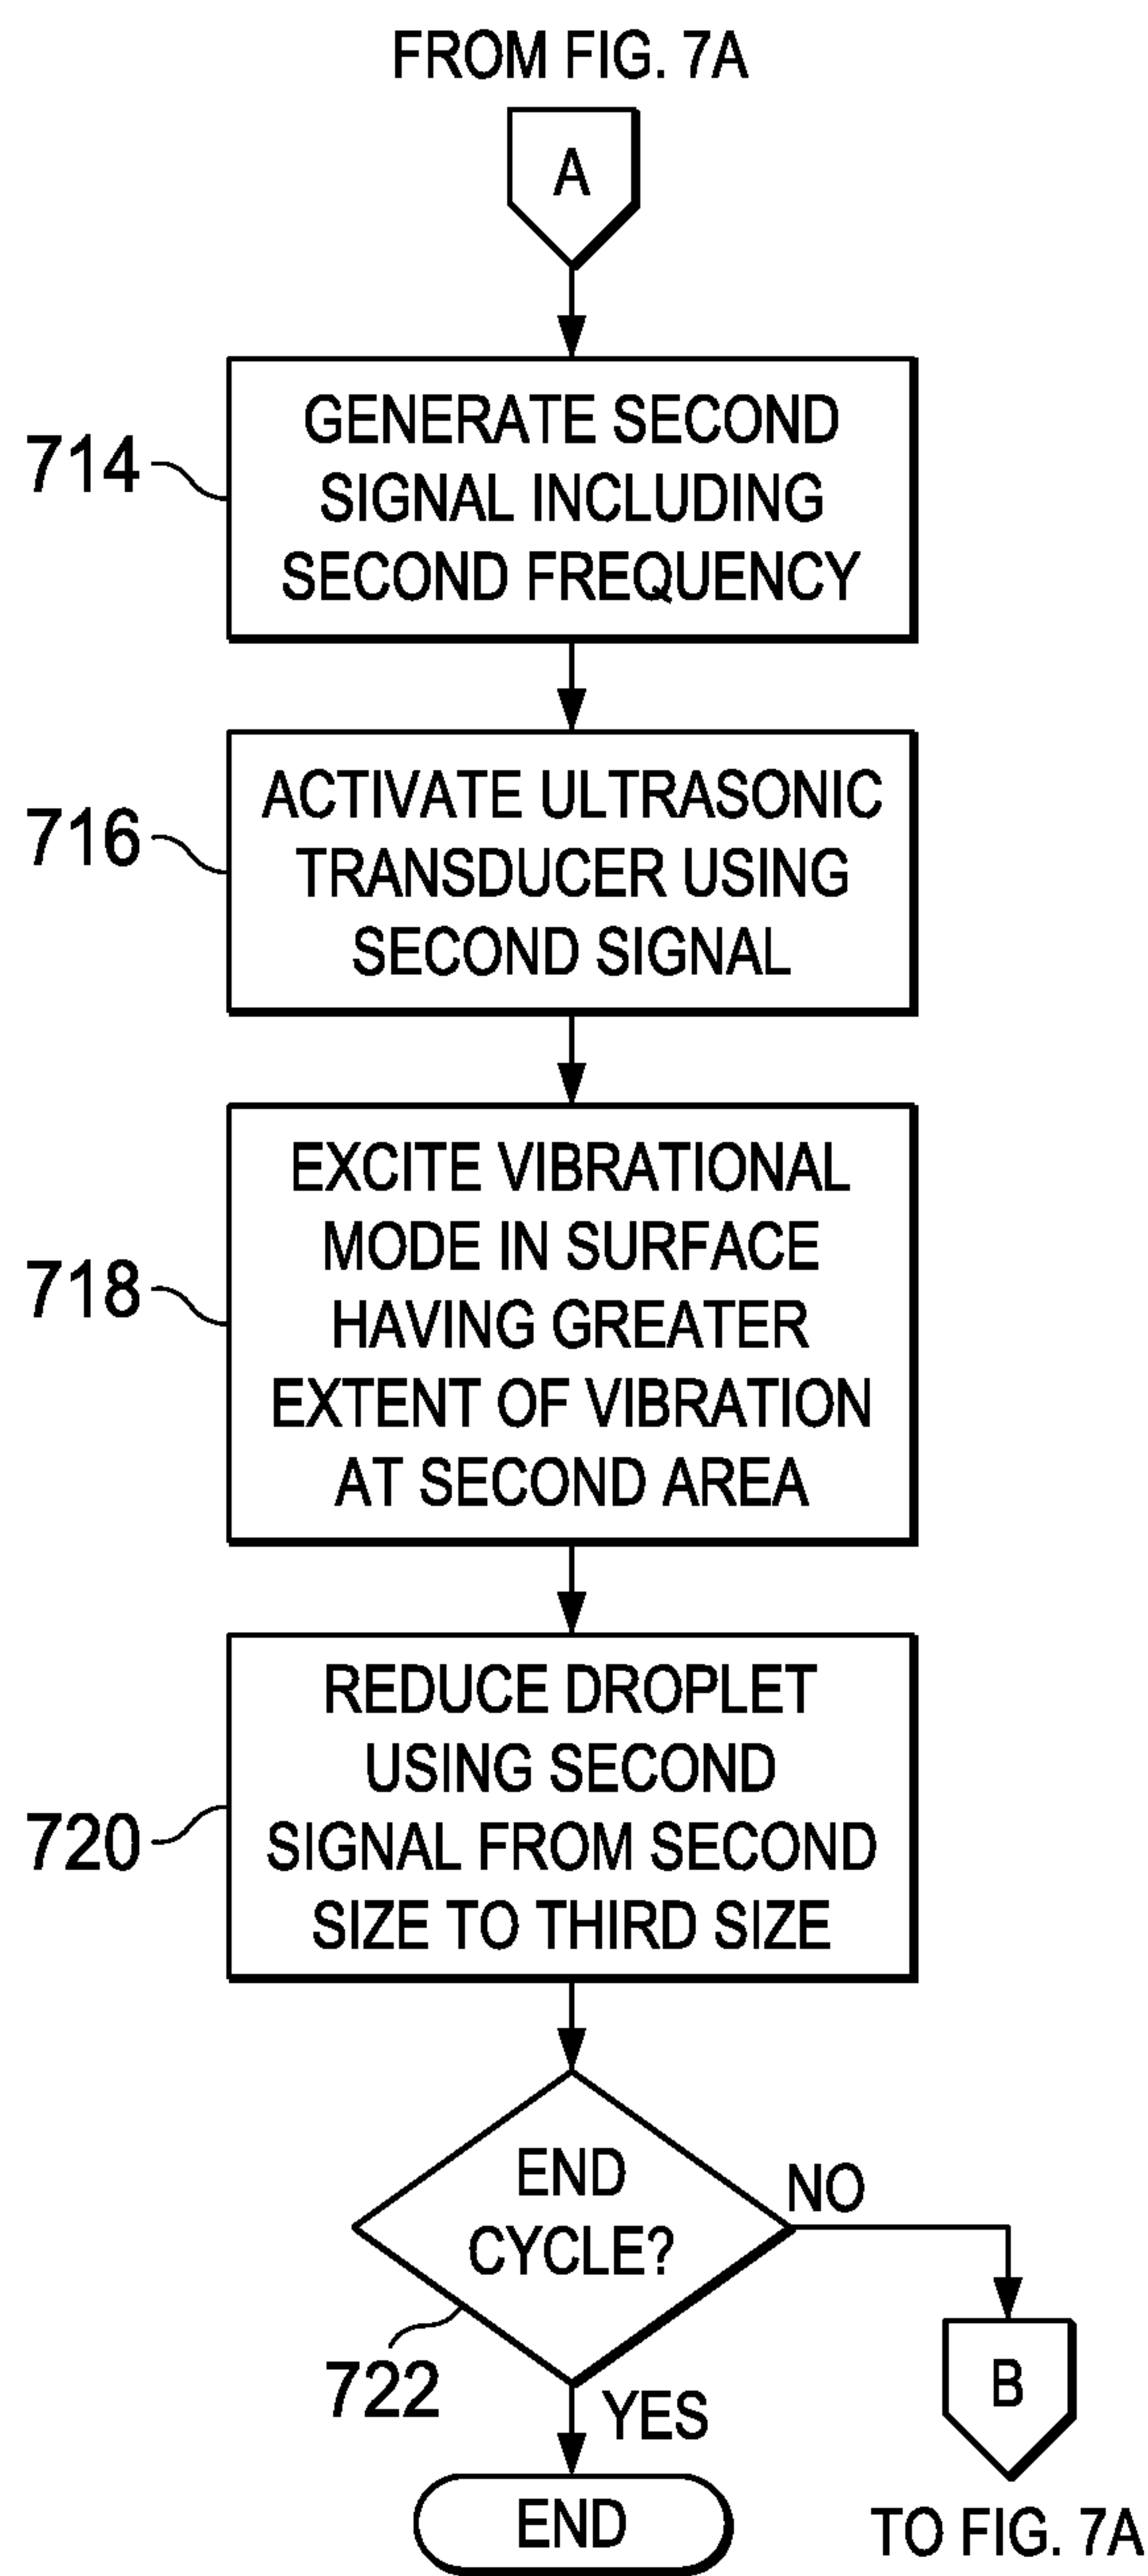 FROM FIG. 7A
A
714
GENERATE SECOND
SIGNAL INCLUDING
SECOND FREQUENCY
716
ACTIVATE ULTRASONIC
TRANSDUCER USING
SECOND SIGNAL
718
EXCITE VIBRATIONAL
MODE IN SURFACE
HAVING GREATER
EXTENT OF VIBRATION
AT SECOND AREA
720
REDUCE DROPLET
USING SECOND
SIGNAL FROM SECOND
SIZE TO THIRD SIZE
END
CYCLE?
NO
722
YES
B
END
TO FIG. 7A